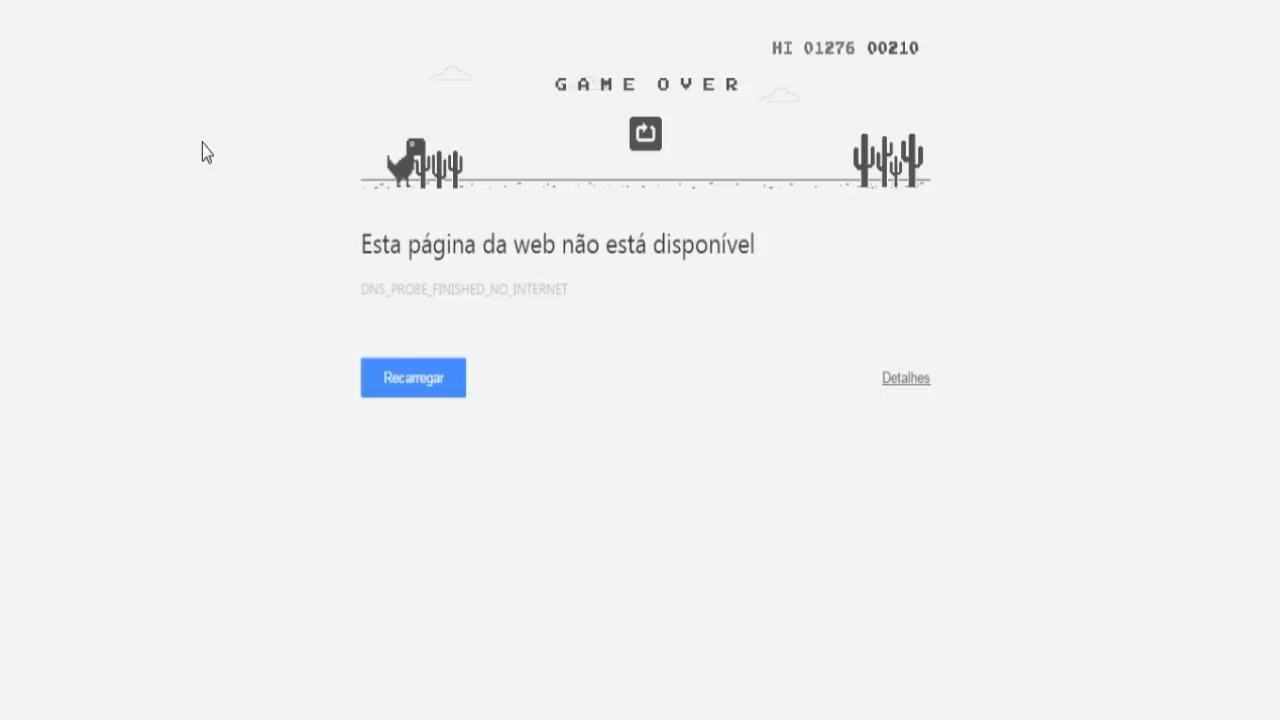 HI 01276 00210
GAME OVER
Esta página da web não está disponível
DNS_PROBE_FINISHED_NO_INTERNET
Recarregar
Detalhes